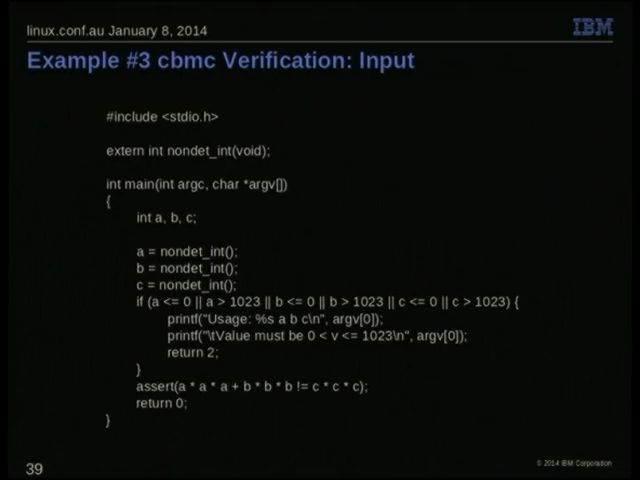 linux.conf.au January 8, 2014
IBM
Example #3 cbmc Verification: Input
#include <stdio.h>
extern int nondet_int(void);
int main(int argc, char *argv[])
{
int a, b, c;
a = nondet_int();
b = nondet_int();
c = nondet_int();
if (a <= 0 || a > 1023 || b <= 0 || b > 1023 || c <= 0 || c > 1023) {
printf("Usage: %s a b c\n", argv[0]);
printf("\tValue must be 0 < v <= 1023\n", argv[0]);
return 2;
}
assert(a * a * a + b * b * b != c * c * c);
return 0;
}
39
© 2014 IBM Corporation